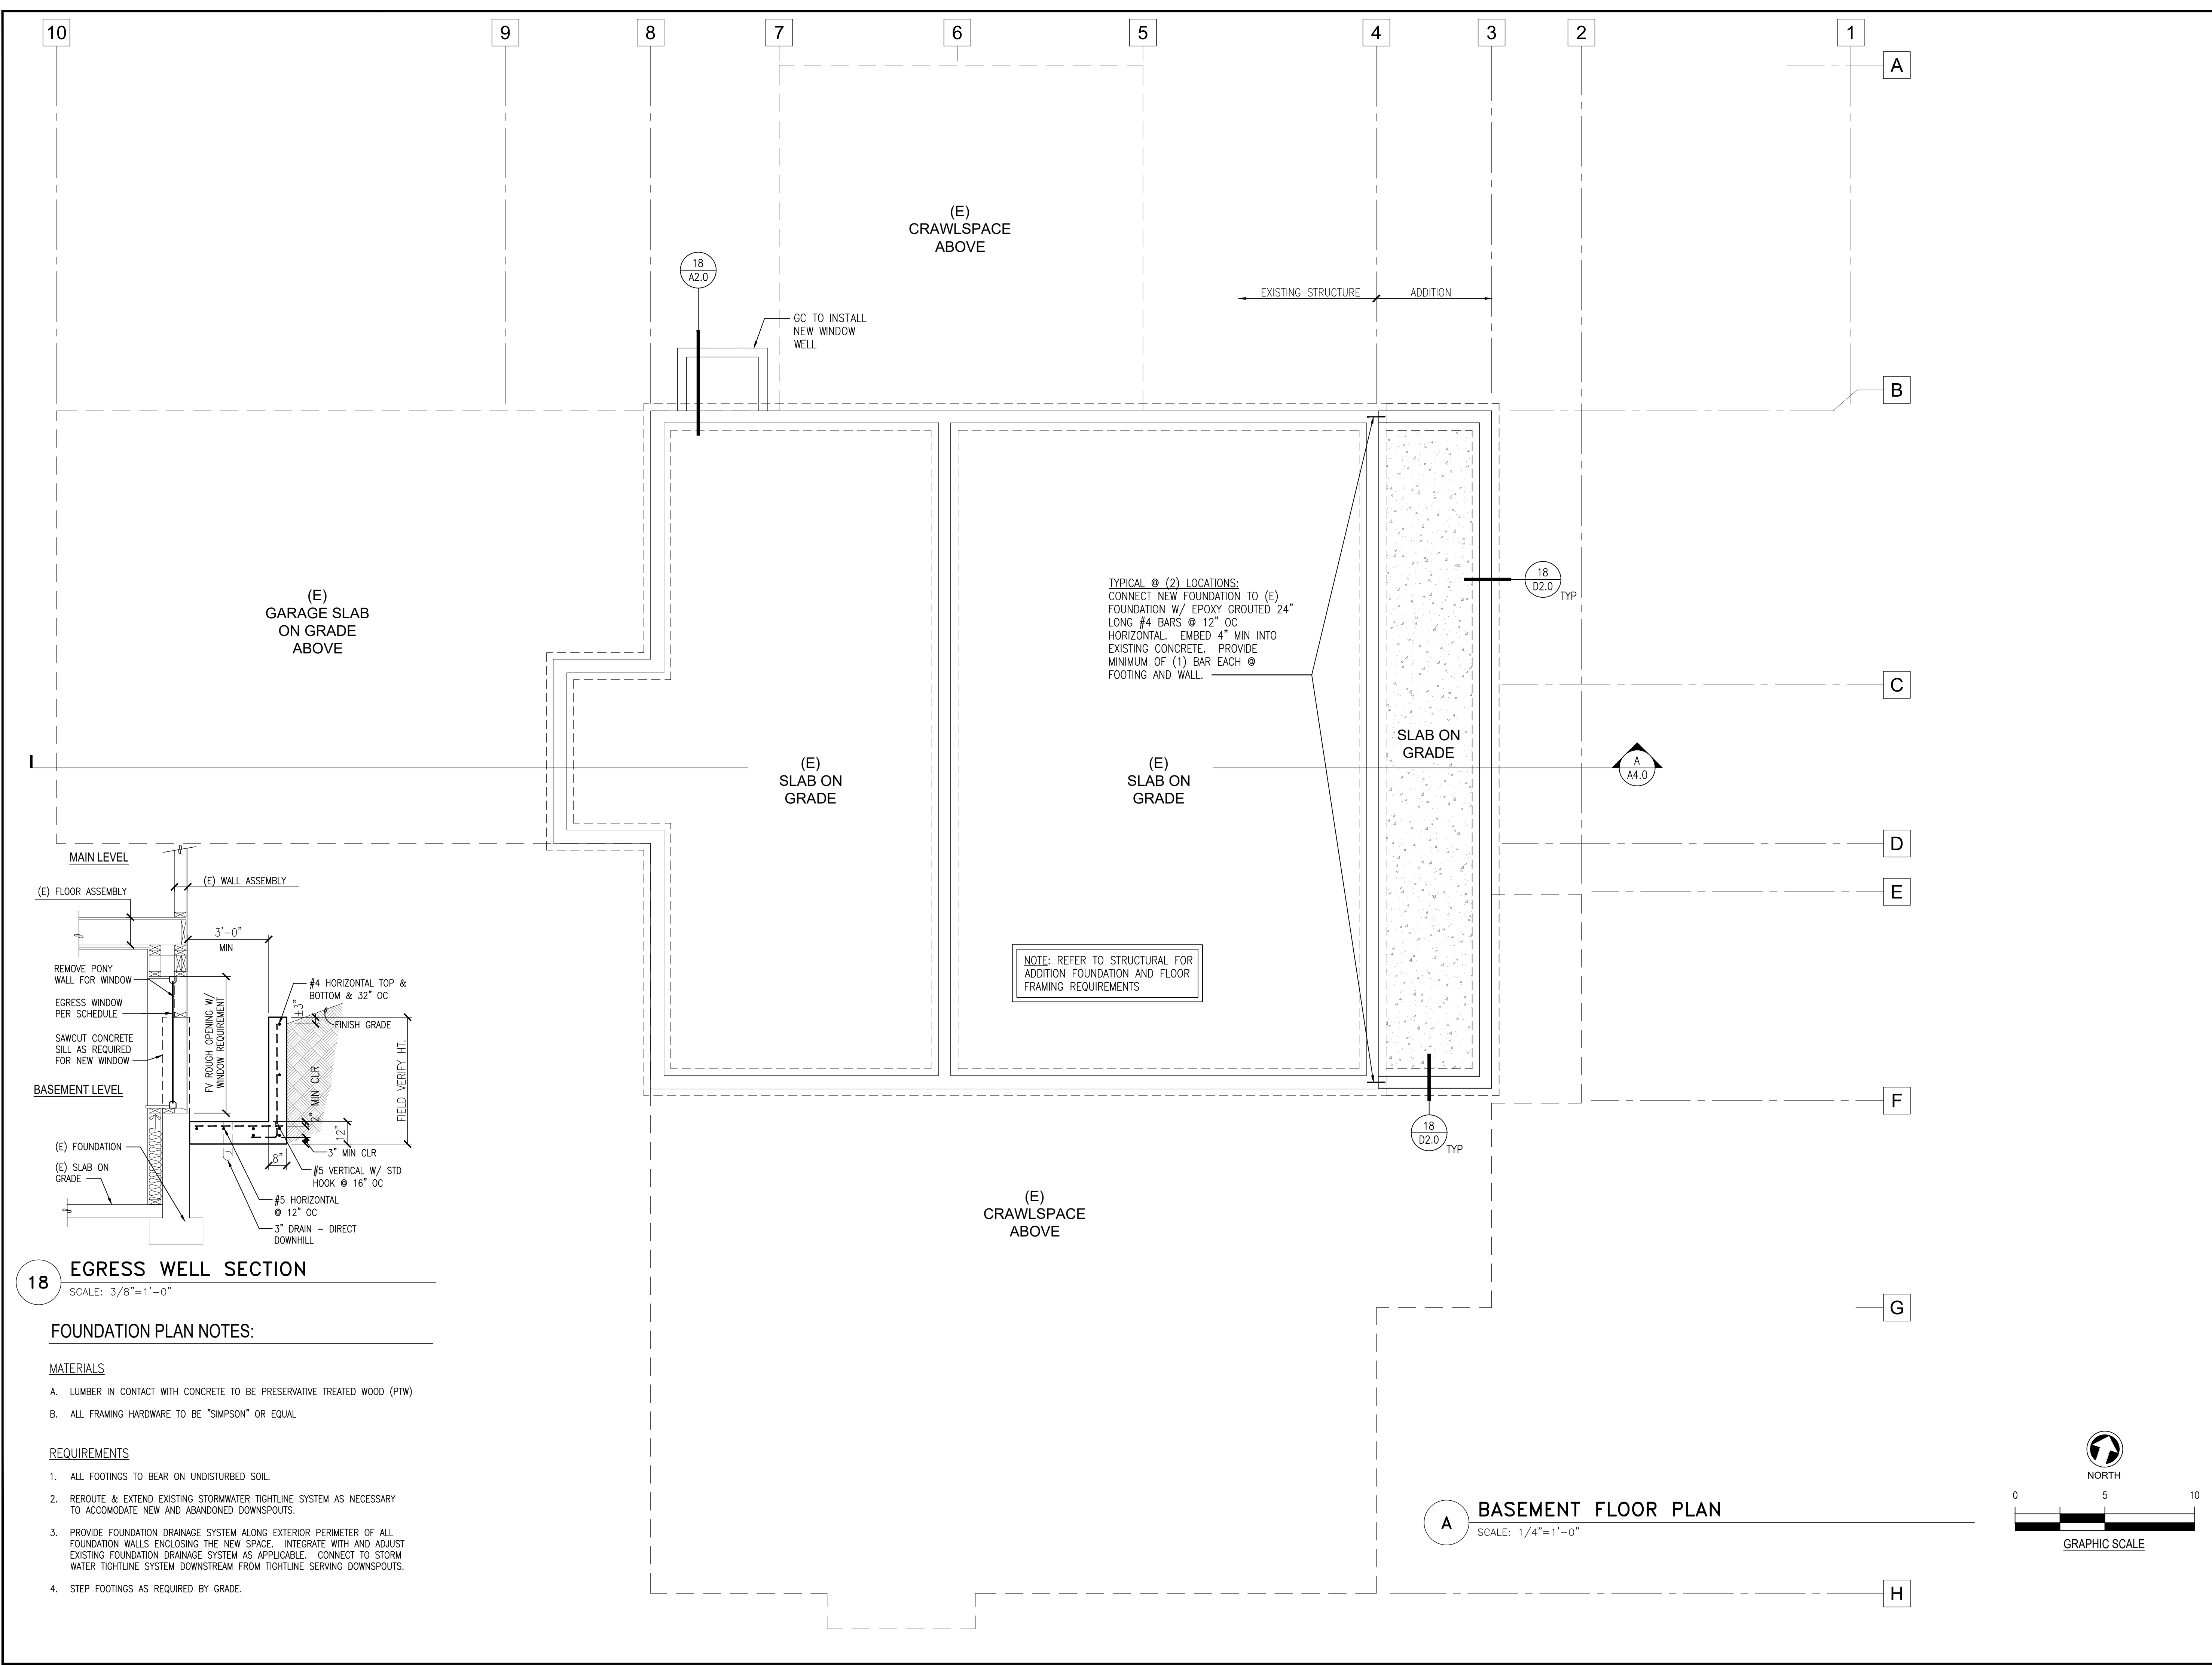 10
9
8
7
6
5
4
3
2
1
A
B
C
D
E
F
G
H
(E)
CRAWLSPACE
ABOVE
18
A2.0
GC TO INSTALL
NEW WINDOW
WELL
EXISTING STRUCTURE
ADDITION
(E)
GARAGE SLAB
ON GRADE
ABOVE
TYPICAL @ (2) LOCATIONS:
CONNECT NEW FOUNDATION TO (E)
FOUNDATION W/ EPOXY GROUTED 24"
LONG #4 BARS @ 12" OC
HORIZONTAL. EMBED 4" MIN INTO
EXISTING CONCRETE. PROVIDE
MINIMUM OF (1) BAR EACH @
FOOTING AND WALL.
18
D2.0
TYP
(E)
SLAB ON
GRADE
(E)
SLAB ON
GRADE
SLAB ON
GRADE
A
A4.0
NOTE: REFER TO STRUCTURAL FOR
ADDITION FOUNDATION AND FLOOR
FRAMING REQUIREMENTS
18
D2.0
TYP
(E)
CRAWLSPACE
ABOVE
MAIN LEVEL
(E) WALL ASSEMBLY
(E) FLOOR ASSEMBLY
3'-0"
MIN
REMOVE PONY
WALL FOR WINDOW
EGRESS WINDOW
PER SCHEDULE
SAWCUT CONCRETE
SILL AS REQUIRED
FOR NEW WINDOW
BASEMENT LEVEL
FV ROUGH OPENING W/
WINDOW REQUIREMENT
#4 HORIZONTAL TOP &
BOTTOM & 32" OC
±3"
FINISH GRADE
FIELD VERIFY HT.
2" MIN CLR
12"
8"
3" MIN CLR
#5 VERTICAL W/ STD
HOOK @ 16" OC
#5 HORIZONTAL
@ 12" OC
3" DRAIN - DIRECT
DOWNHILL
(E) FOUNDATION
(E) SLAB ON
GRADE
18
EGRESS WELL SECTION
SCALE: 3/8"=1'-0"
FOUNDATION PLAN NOTES:
MATERIALS
A. LUMBER IN CONTACT WITH CONCRETE TO BE PRESERVATIVE TREATED WOOD (PTW)
B. ALL FRAMING HARDWARE TO BE "SIMPSON" OR EQUAL
REQUIREMENTS
1. ALL FOOTINGS TO BEAR ON UNDISTURBED SOIL.
2. REROUTE & EXTEND EXISTING STORMWATER TIGHTLINE SYSTEM AS NECESSARY
TO ACCOMODATE NEW AND ABANDONED DOWNSPOUTS.
3. PROVIDE FOUNDATION DRAINAGE SYSTEM ALONG EXTERIOR PERIMETER OF ALL
FOUNDATION WALLS ENCLOSING THE NEW SPACE. INTEGRATE WITH AND ADJUST
EXISTING FOUNDATION DRAINAGE SYSTEM AS APPLICABLE. CONNECT TO STORM
WATER TIGHTLINE SYSTEM DOWNSTREAM FROM TIGHTLINE SERVING DOWNSPOUTS.
4. STEP FOOTINGS AS REQUIRED BY GRADE.
A
BASEMENT FLOOR PLAN
SCALE: 1/4"=1'-0"
NORTH
0 5 10
GRAPHIC SCALE